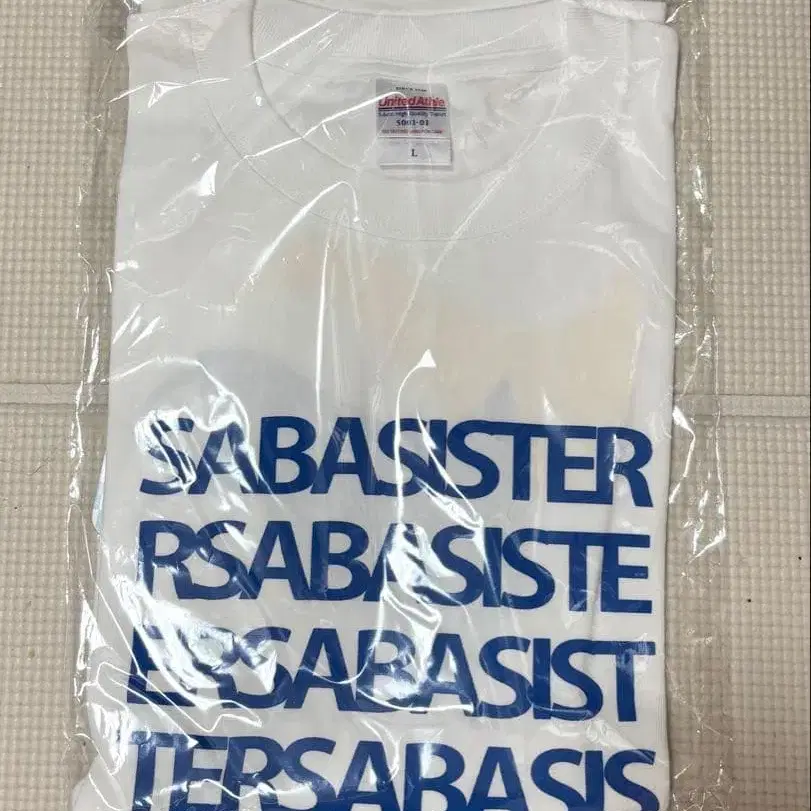 United Athle
5001-01
L
SABASISTER
RSABASISTE
ERSABASIST
TERSABASIS